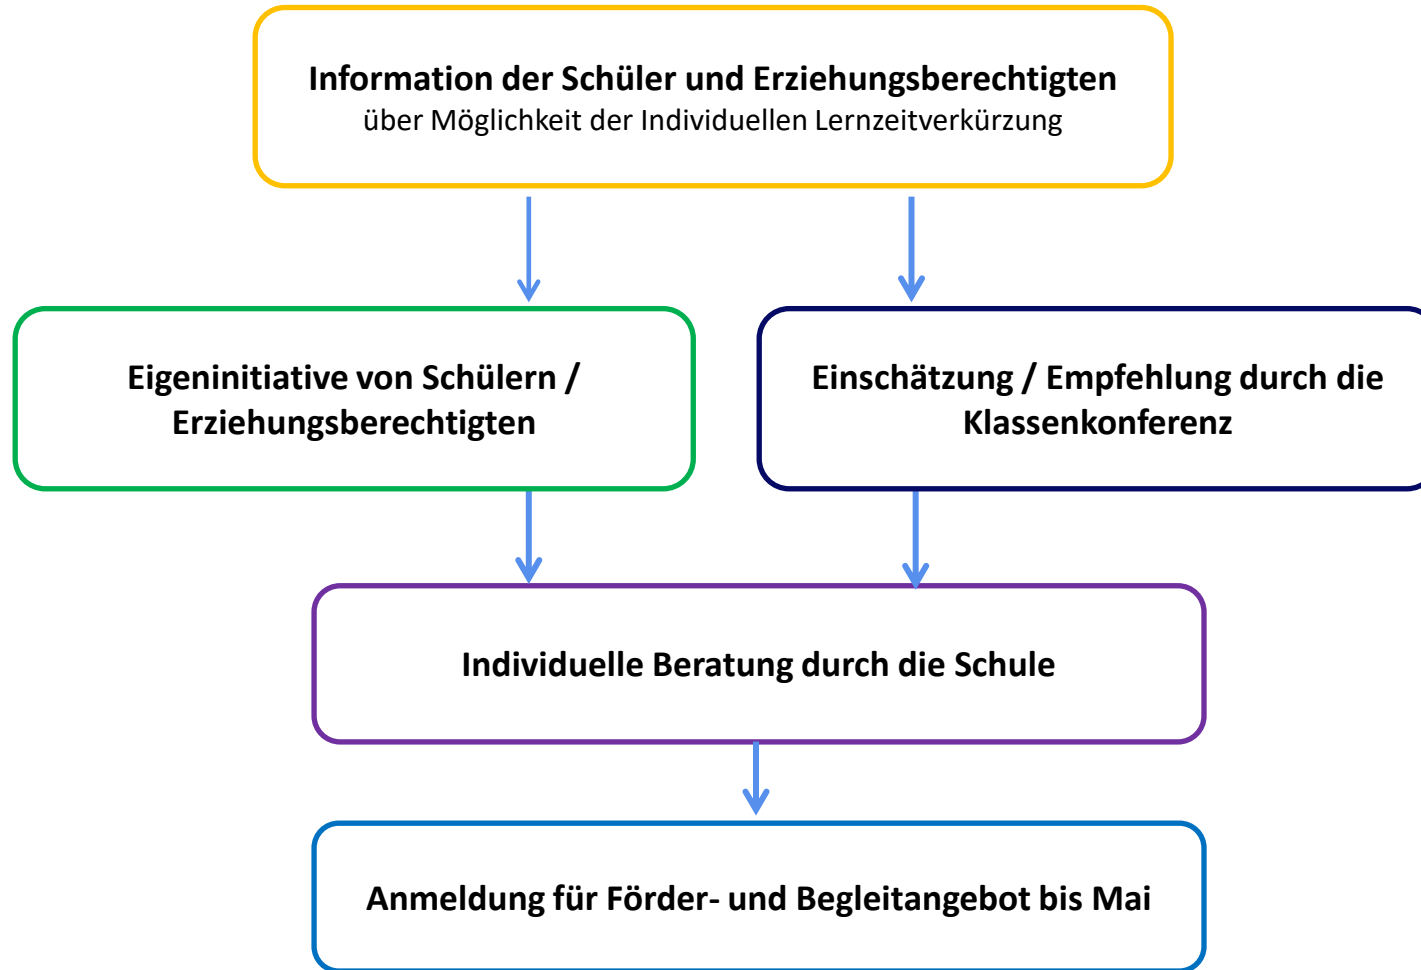 Information der Schüler und Erziehungsberechtigten
über Möglichkeit der Individuellen Lernzeitverkürzung
Eigeninitiative von Schülern /
Erziehungsberechtigten
Einschätzung / Empfehlung durch die
Klassenkonferenz
Individuelle Beratung durch die Schule
Anmeldung für Förder- und Begleitangebot bis Mai